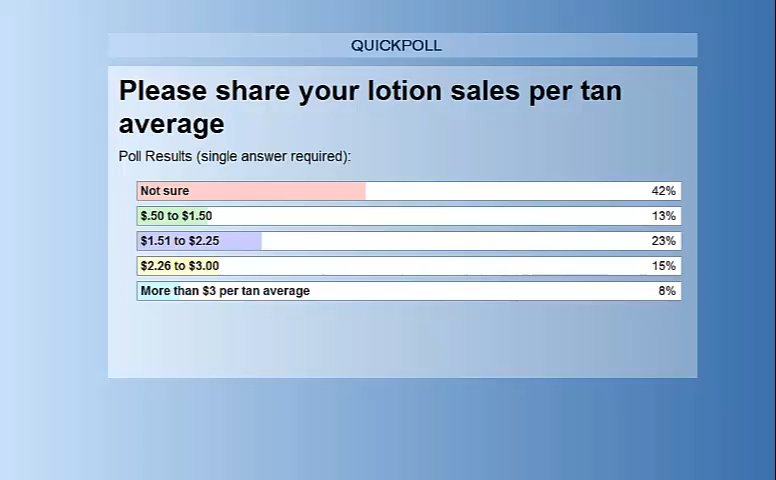 QUICKPOLL
Please share your lotion sales per tan
average
Poll Results (single answer required):
Not sure 42%
$.50 to $1.50 13%
$1.51 to $2.25 23%
$2.26 to $3.00 15%
More than $3 per tan average 8%